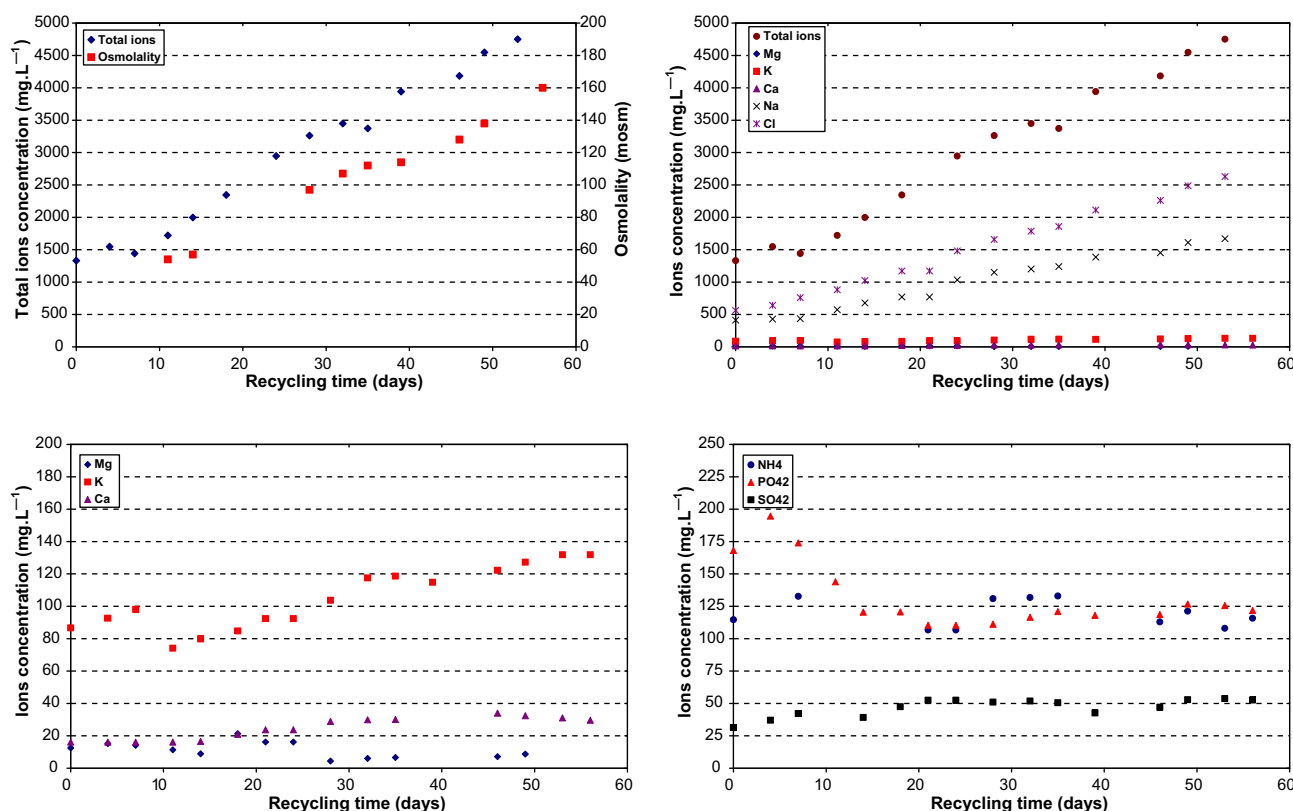 5000
4500
4000
3500
3000
2500
2000
1500
1000
500
0
Total ions concentration (mg.L—1)
Total ions
Osmolality
200
180
160
140
120
100
80
60
40
20
0
Osmolality (mosm)
0 10 20 30 40 50 60
Recycling time (days)
5000
4500
4000
3500
3000
2500
2000
1500
1000
500
0
Ions concentration (mg.L—1)
Total ions
Mg
K
Ca
Na
Cl
0 10 20 30 40 50 60
Recycling time (days)
200
180
160
140
120
100
80
60
40
20
0
Ions concentration (mg.L—1)
Mg
K
Ca
0 10 20 30 40 50 60
Recycling time (days)
250
225
200
175
150
125
100
75
50
25
0
Ions concentration (mg.L—1)
NH4
PO42
SO42
0 10 20 30 40 50 60
Recycling time (days)